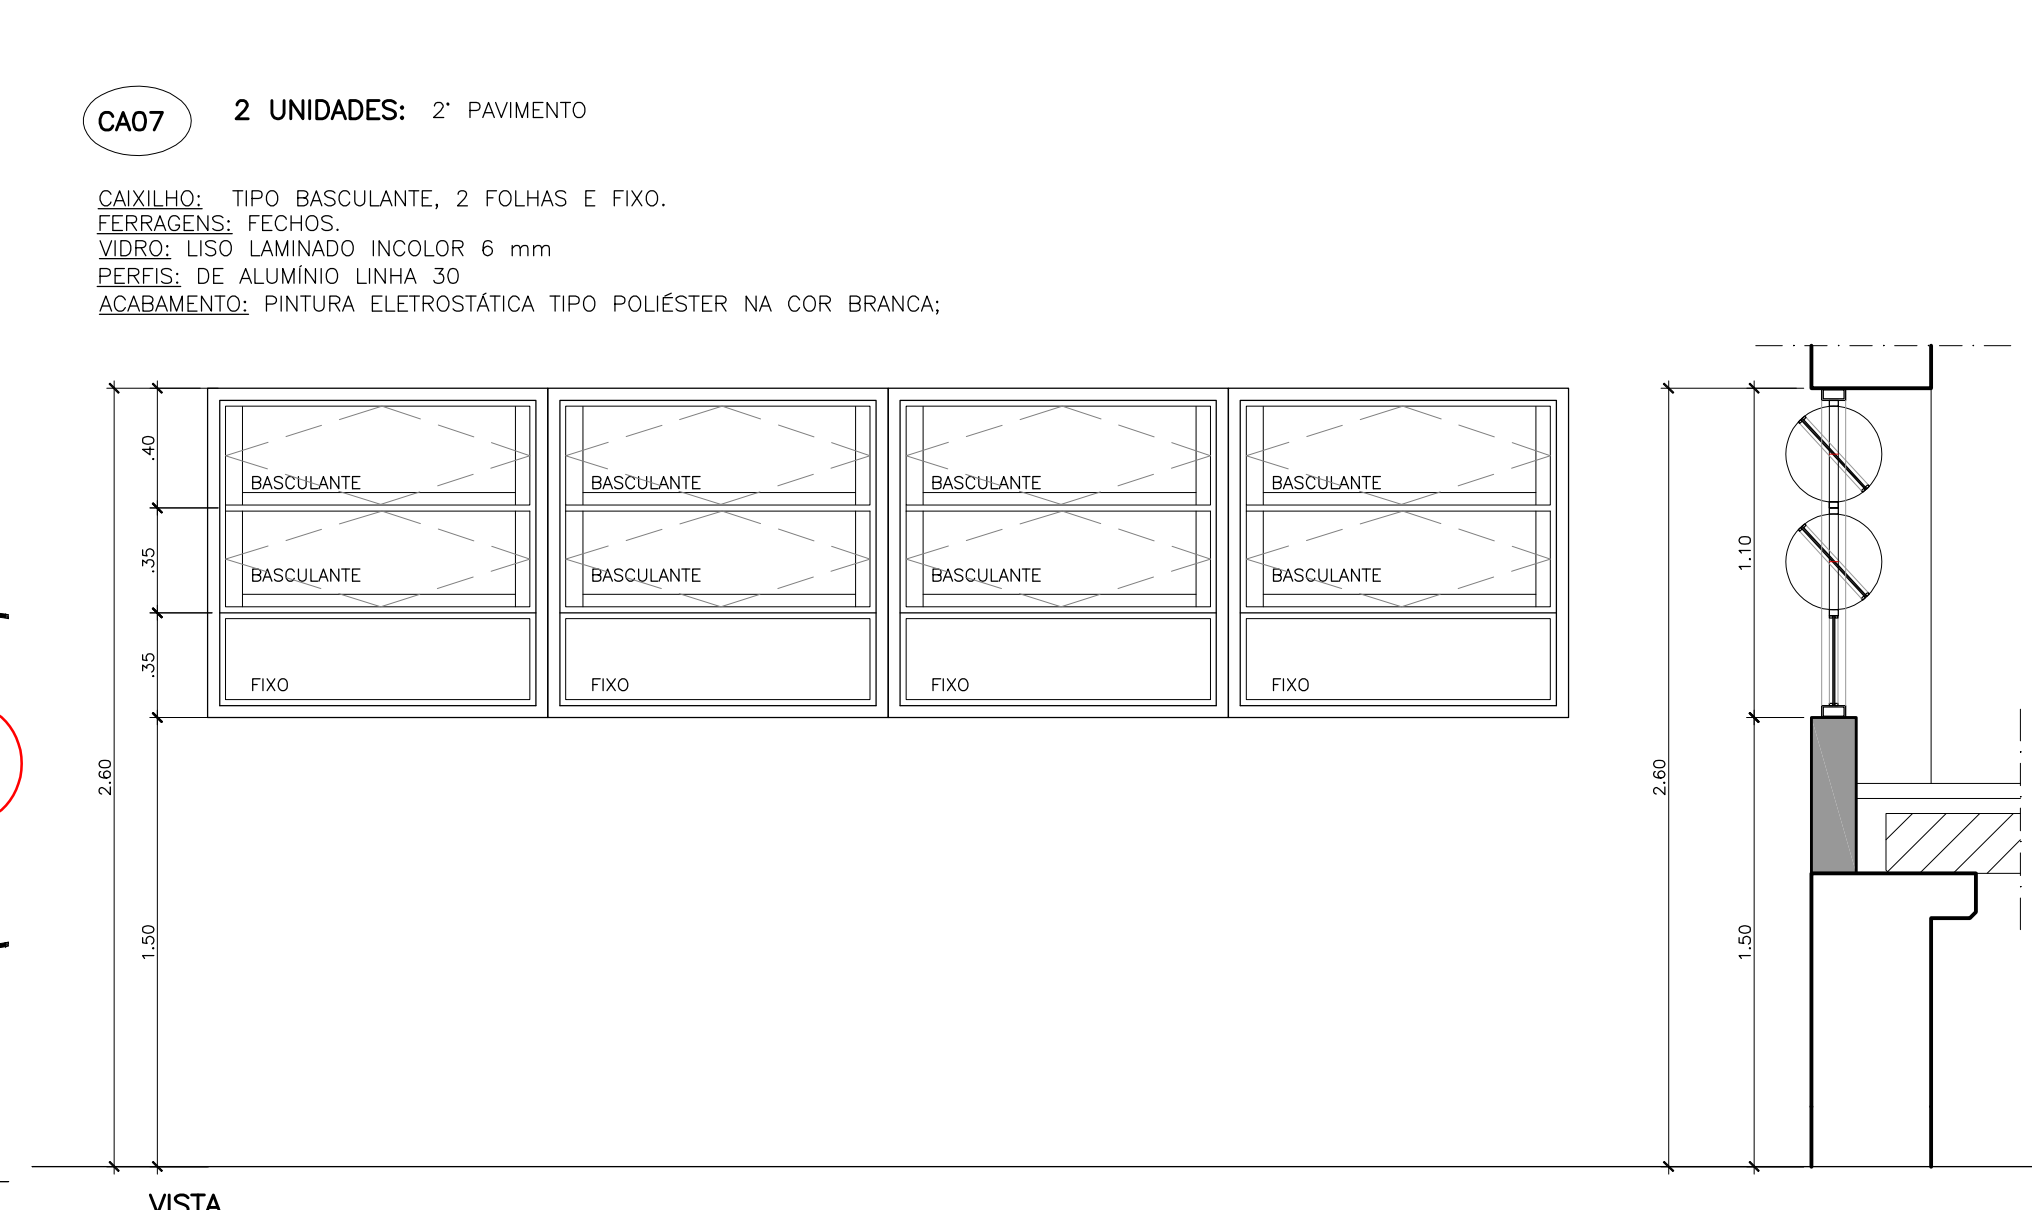 CA07
2 UNIDADES: 2° PAVIMENTO
CAIXILHO: TIPO BASCULANTE, 2 FOLHAS E FIXO.
FERRAGENS: FECHOS.
VIDRO: LISO LAMINADO INCOLOR 6 mm
PERFIS: DE ALUMÍNIO LINHA 30
ACABAMENTO: PINTURA ELETROSTÁTICA TIPO POLIÉSTER NA COR BRANCA;
.40
BASCULANTE BASCULANTE BASCULANTE BASCULANTE
.35
BASCULANTE BASCULANTE BASCULANTE BASCULANTE
.35
FIXO FIXO FIXO FIXO
2.60
1.50
1.10
2.60
1.50
VISTA